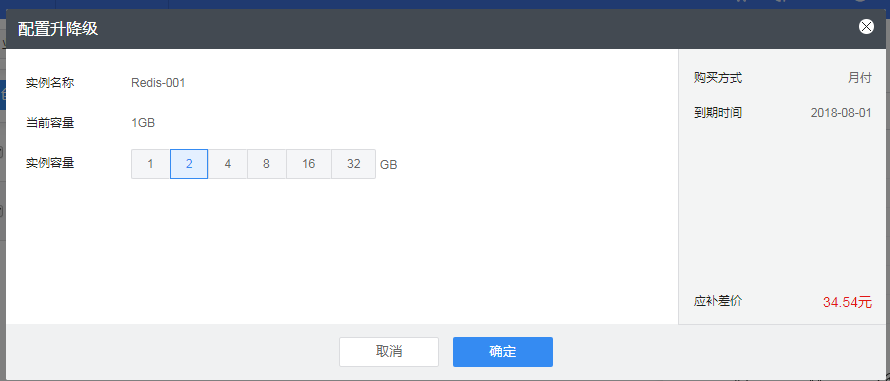 配置升降级
实例名称 Redis-001
当前容量 1GB
实例容量 1 2 4 8 16 32 GB
购买方式 月付
到期时间 2018-08-01
应补差价 34.54元
取消 确定